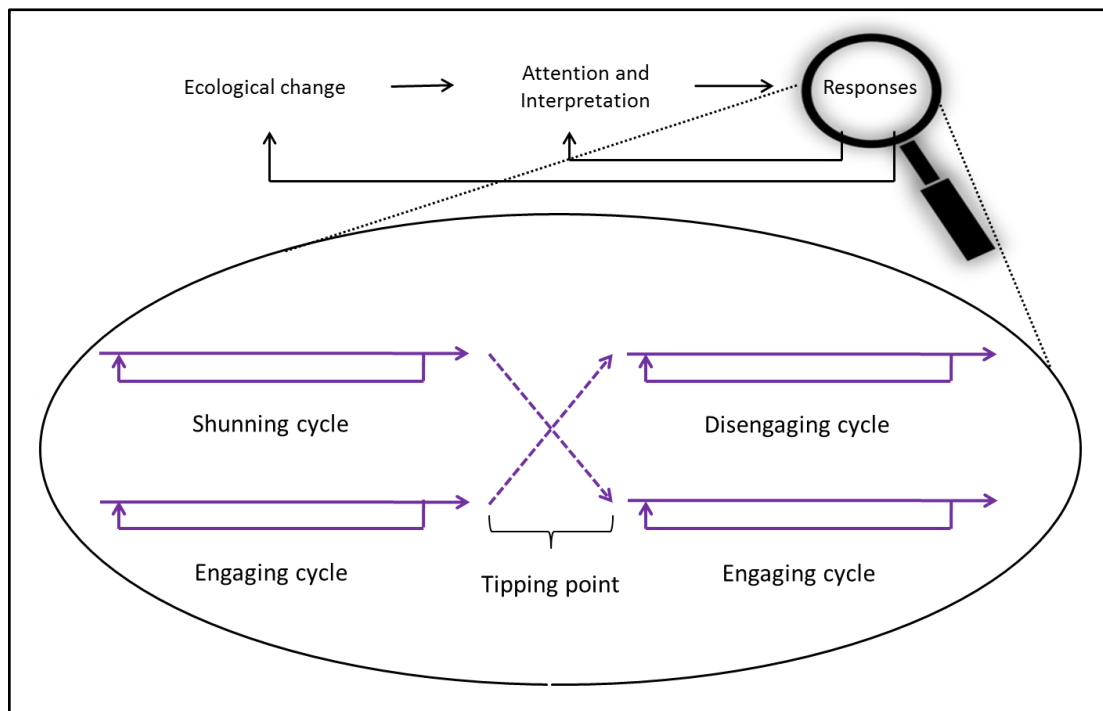 Ecological change
Attention and
Interpretation
Responses
Shunning cycle
Disengaging cycle
Engaging cycle
Tipping point
Engaging cycle